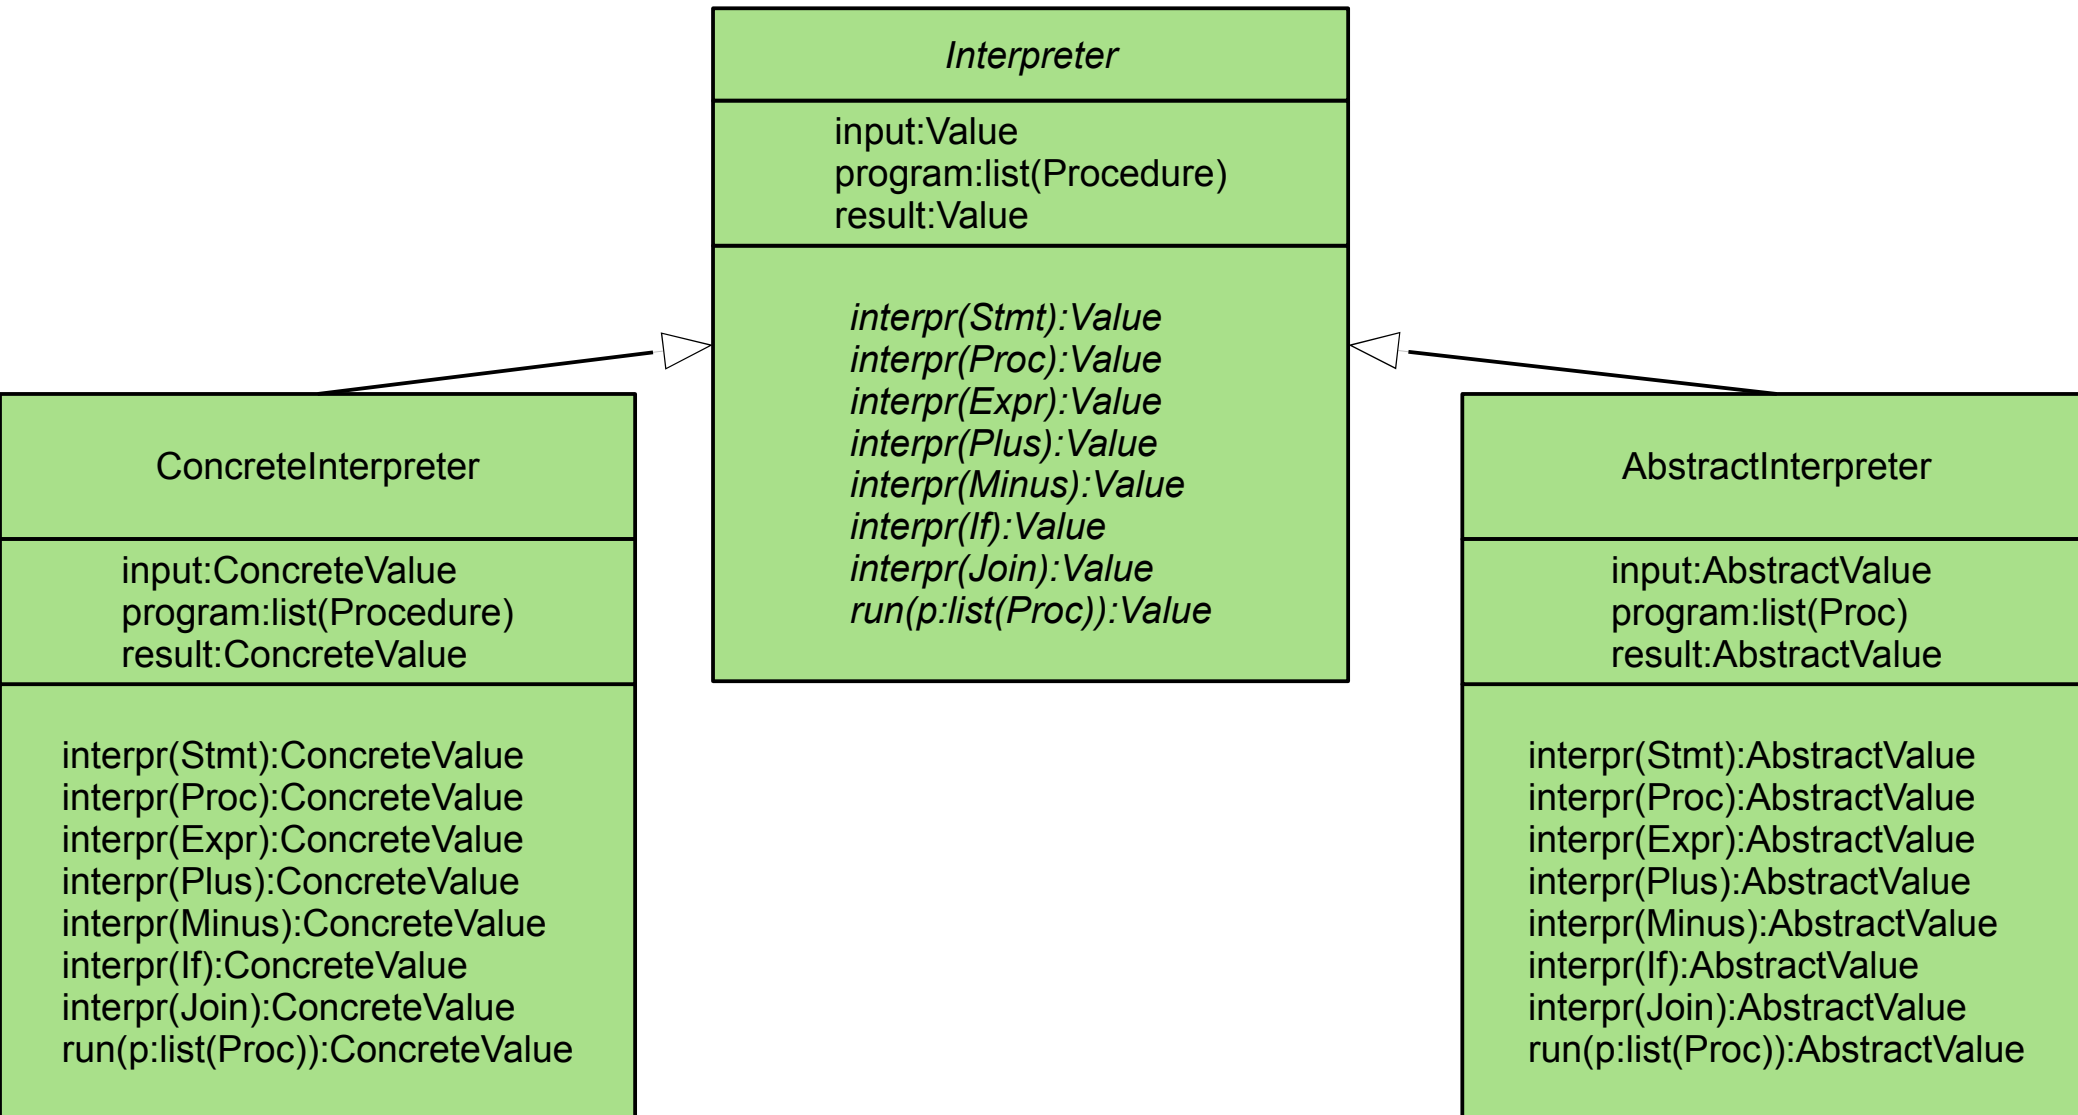 Interpreter
input:Value
program:list(Procedure)
result:Value
interpr(Stmt):Value
interpr(Proc):Value
interpr(Expr):Value
interpr(Plus):Value
interpr(Minus):Value
interpr(If):Value
interpr(Join):Value
run(p:list(Proc)):Value
ConcreteInterpreter
input:ConcreteValue
program:list(Procedure)
result:ConcreteValue
interpr(Stmt):ConcreteValue
interpr(Proc):ConcreteValue
interpr(Expr):ConcreteValue
interpr(Plus):ConcreteValue
interpr(Minus):ConcreteValue
interpr(If):ConcreteValue
interpr(Join):ConcreteValue
run(p:list(Proc)):ConcreteValue
AbstractInterpreter
input:AbstractValue
program:list(Proc)
result:AbstractValue
interpr(Stmt):AbstractValue
interpr(Proc):AbstractValue
interpr(Expr):AbstractValue
interpr(Plus):AbstractValue
interpr(Minus):AbstractValue
interpr(If):AbstractValue
interpr(Join):AbstractValue
run(p:list(Proc)):AbstractValue